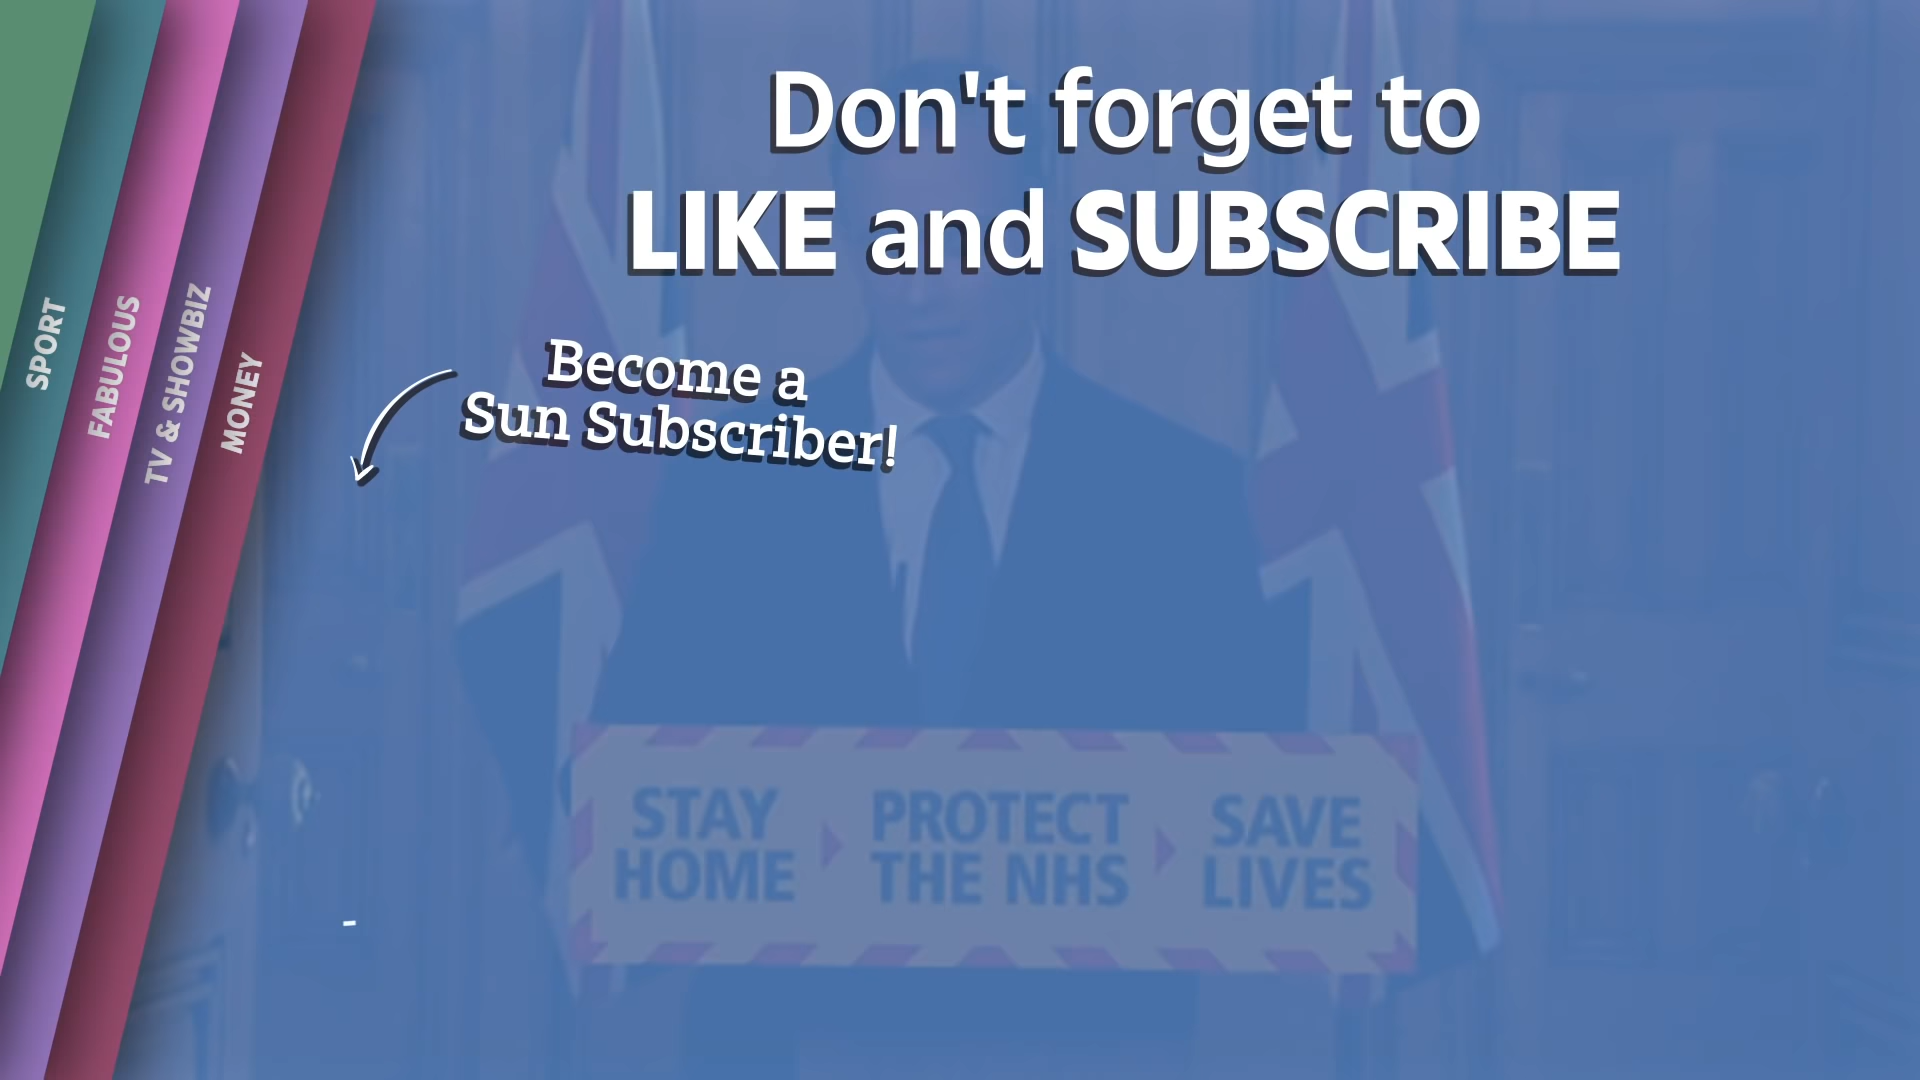 Don't forget to
LIKE and SUBSCRIBE
Become a
Sun Subscriber!
SPORT
FABULOUS
TV & SHOWBIZ
MONEY
STAY
HOME
PROTECT
THE NHS
SAVE
LIVES